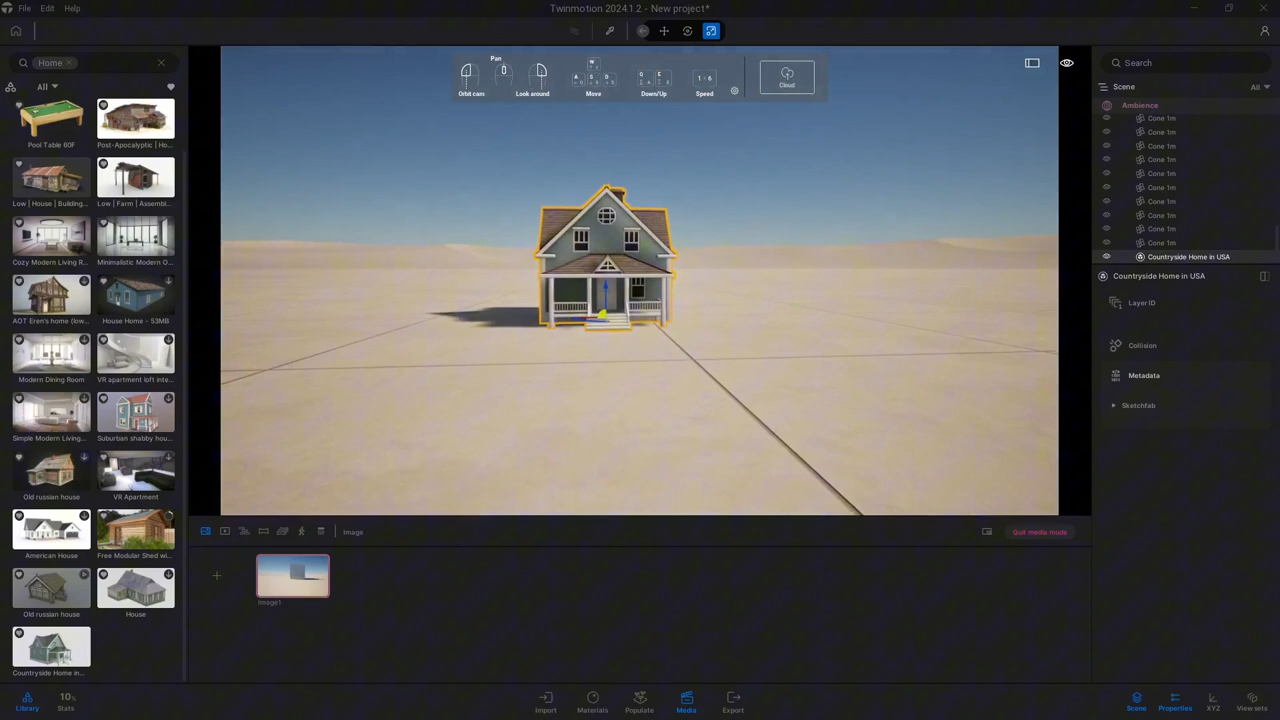 File Edit Help
Twinmotion 2024.1.2 - New project*
Home
All
Pool Table 60F
Post-Apocalyptic | Ho...
Low | House | Building...
Low | Farm | Assembl...
Cozy Modern Living R...
Minimalistic Modern O...
AOT Eren's home (low...
House Home - 53MB
Modern Dining Room
VR apartment loft inte...
Simple Modern Living...
Suburban shabby hou...
Old russian house
VR Apartment
American House
Free Modular Shed wi...
Old russian house
House
Countryside Home in...
Pan
Orbit cam
Look around
W
A S D
Move
Q E
Down/Up
1 - 6
Speed
Cloud
Image
Quit media mode
Image1
Search
Scene
All
Ambience
Cone 1m
Cone 1m
Cone 1m
Cone 1m
Cone 1m
Cone 1m
Cone 1m
Cone 1m
Cone 1m
Cone 1m
Countryside Home in USA
Countryside Home in USA
Layer ID
Collision
Metadata
Sketchfab
Library
10%
Stats
Import
Materials
Populate
Media
Export
Scene
Properties
XYZ
View sets